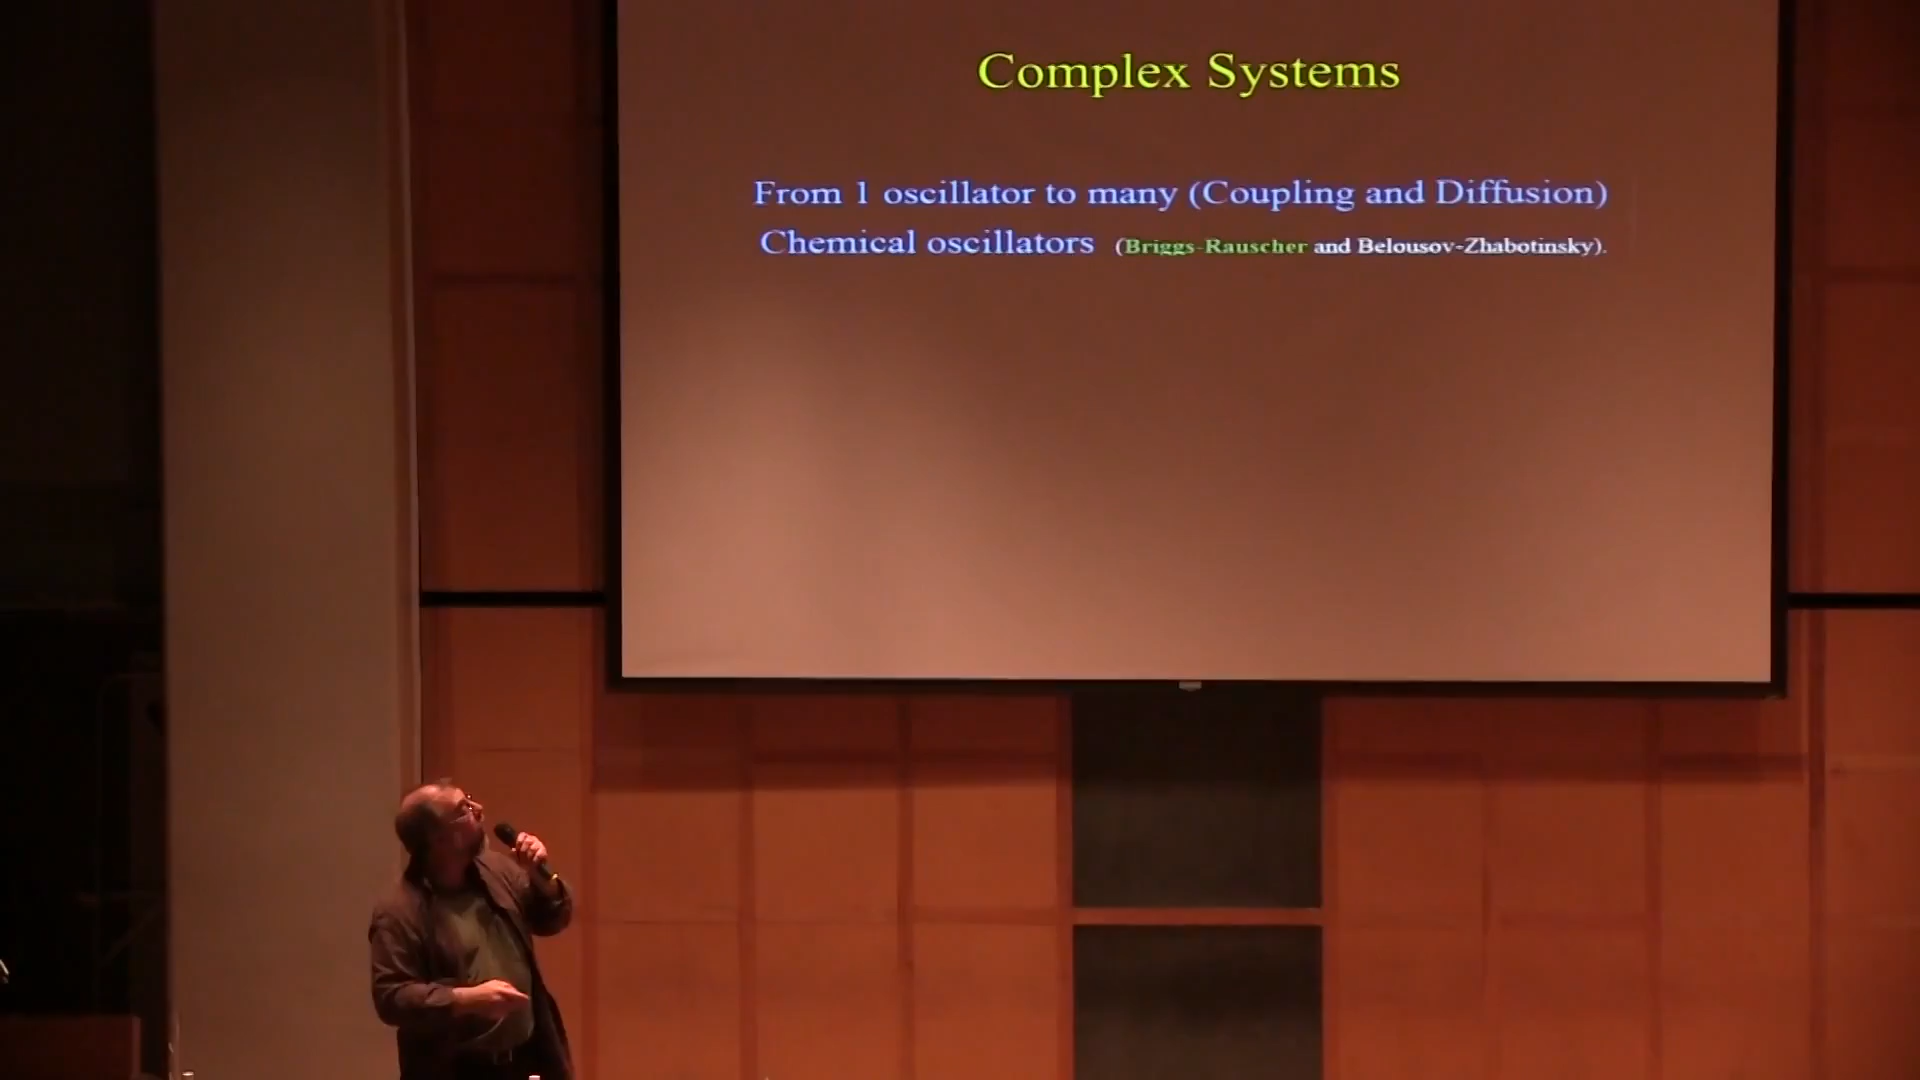 Complex Systems
From 1 oscillator to many (Coupling and Diffusion)
Chemical oscillators (Briggs-Rauscher and Belousov-Zhabotinsky).